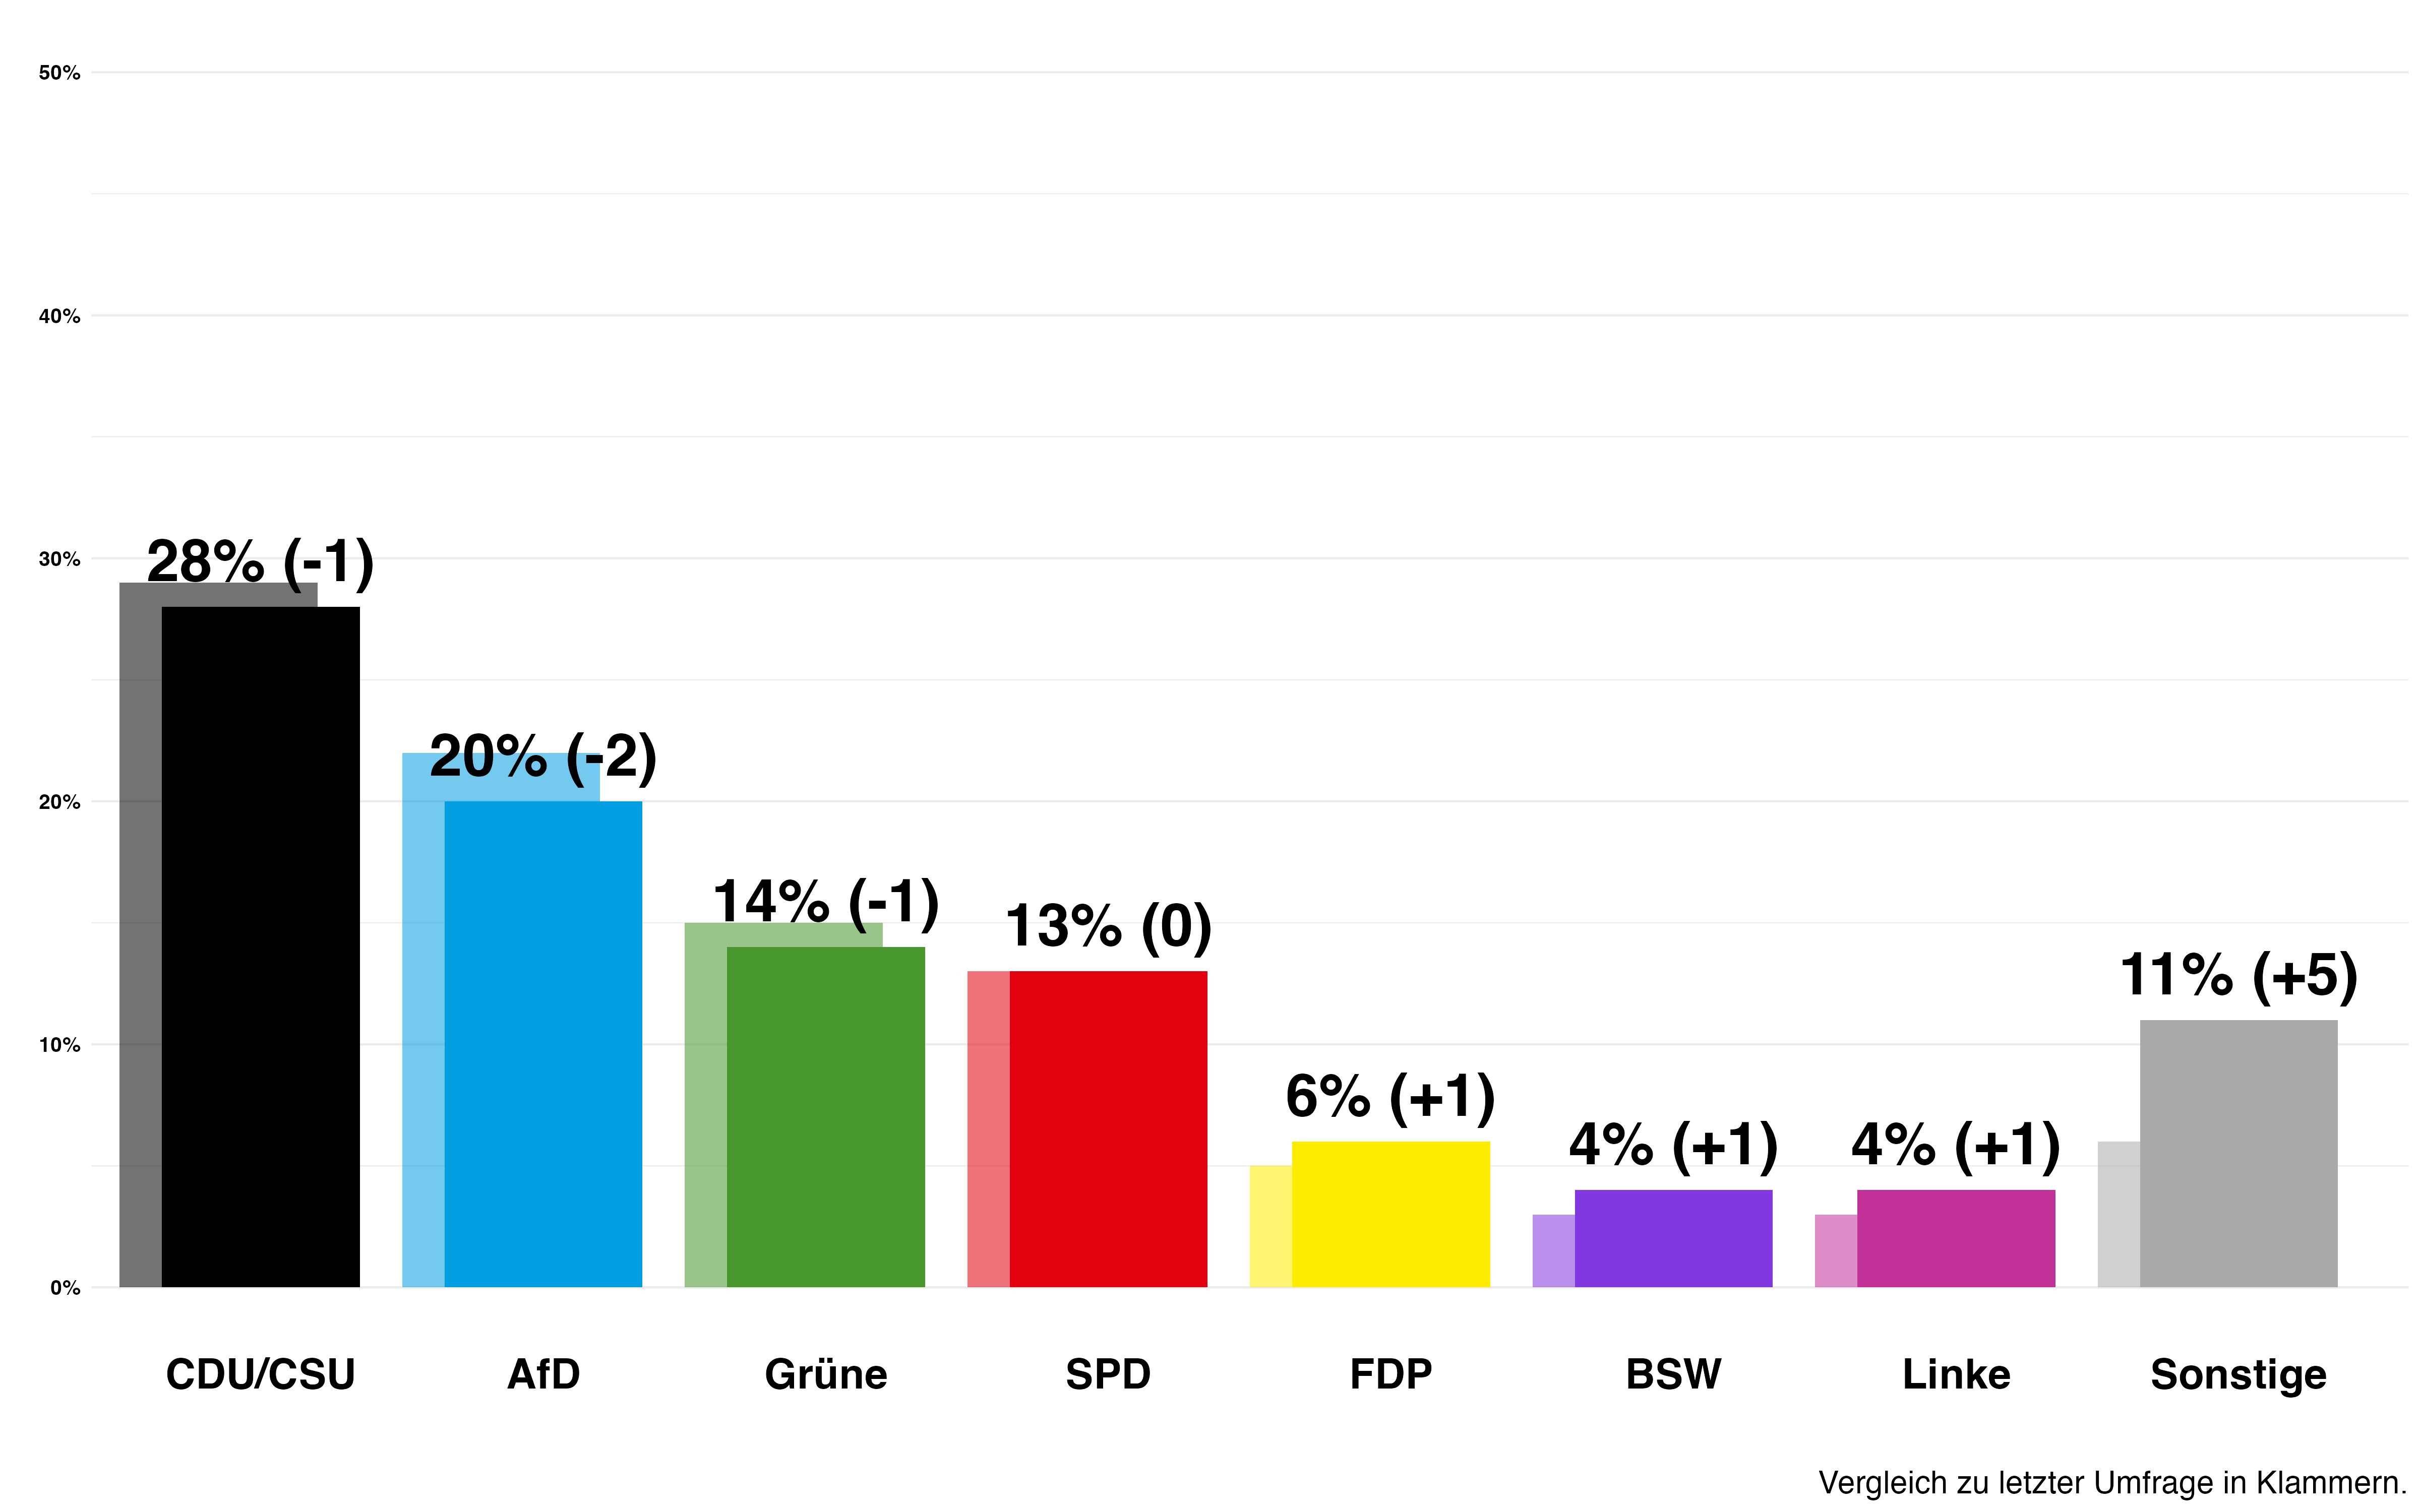 50%
40%
30%
20%
10%
0%
28% (-1)
20% (-2)
14% (-1)
13% (0)
6% (+1)
4% (+1)
4% (+1)
11% (+5)
CDU/CSU
AfD
Grüne
SPD
FDP
BSW
Linke
Sonstige
Vergleich zu letzter Umfrage in Klammern.